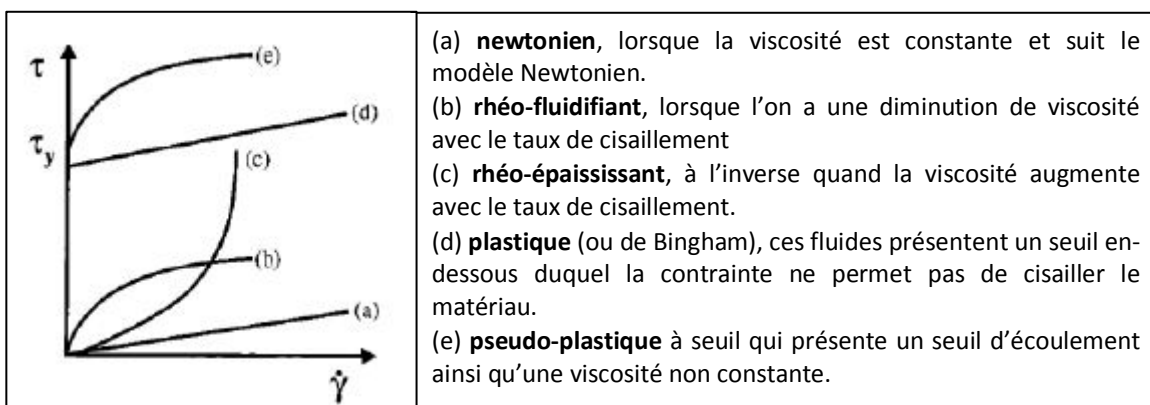 τ
(e)
(d)
τy
(c)
(b)
(a)
γ̇
(a) newtonien, lorsque la viscosité est constante et suit le
modèle Newtonien.
(b) rhéo-fluidifiant, lorsque l’on a une diminution de viscosité
avec le taux de cisaillement
(c) rhéo-épaississant, à l’inverse quand la viscosité augmente
avec le taux de cisaillement.
(d) plastique (ou de Bingham), ces fluides présentent un seuil en-
dessous duquel la contrainte ne permet pas de cisailler le
matériau.
(e) pseudo-plastique à seuil qui présente un seuil d’écoulement
ainsi qu’une viscosité non constante.